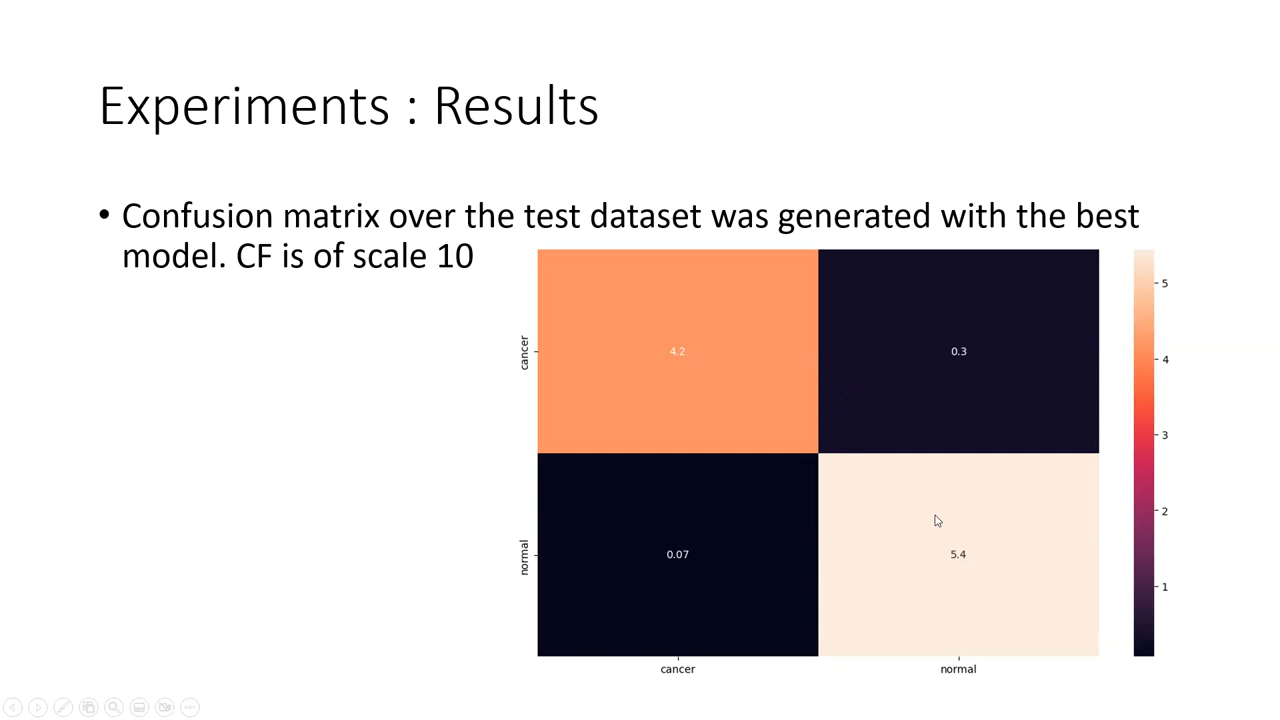 Experiments : Results
• Confusion matrix over the test dataset was generated with the best
model. CF is of scale 10
cancer
4.2
0.3
normal
0.07
5.4
cancer
normal
5
4
3
2
1